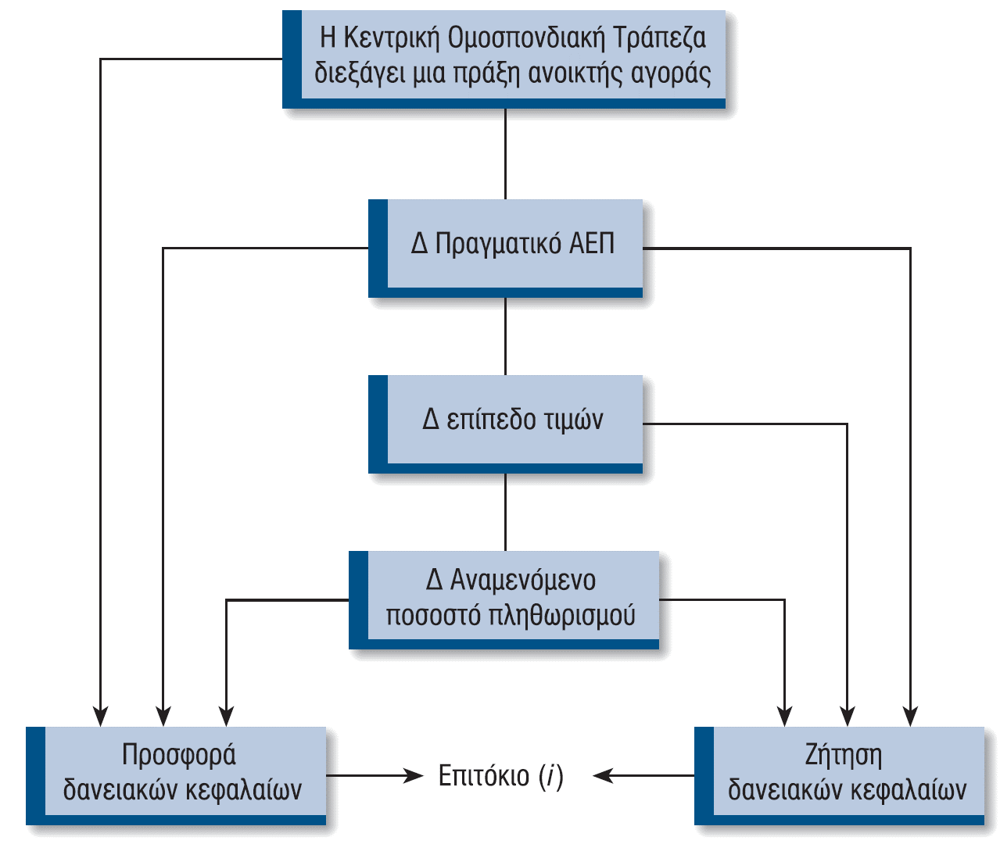 Η Κεντρική Ομοσπονδιακή Τράπεζα
διεξάγει μια πράξη ανοικτής αγοράς
Δ Πραγματικό ΑΕΠ
Δ επίπεδο τιμών
Δ Αναμενόμενο
ποσοστό πληθωρισμού
Προσφορά
δανειακών κεφαλαίων
Επιτόκιο (i)
Ζήτηση
δανειακών κεφαλαίων